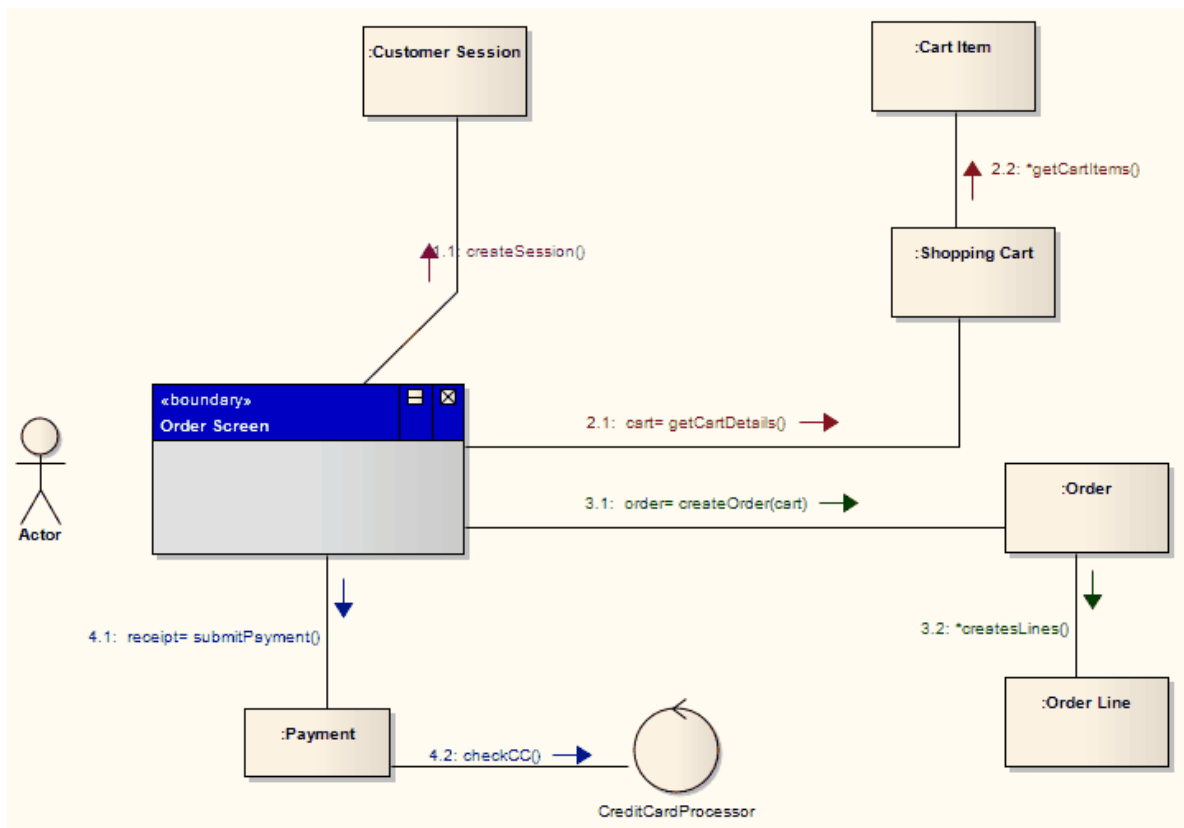 :Customer Session
:Cart Item
2.2: *getCartItems()
1.1: createSession()
:Shopping Cart
«boundary»
Order Screen
2.1: cart= getCartDetails()
Actor
3.1: order= createOrder(cart)
:Order
4.1: receipt= submitPayment()
3.2: *createsLines()
:Order Line
:Payment
4.2: checkCC()
CreditCardProcessor